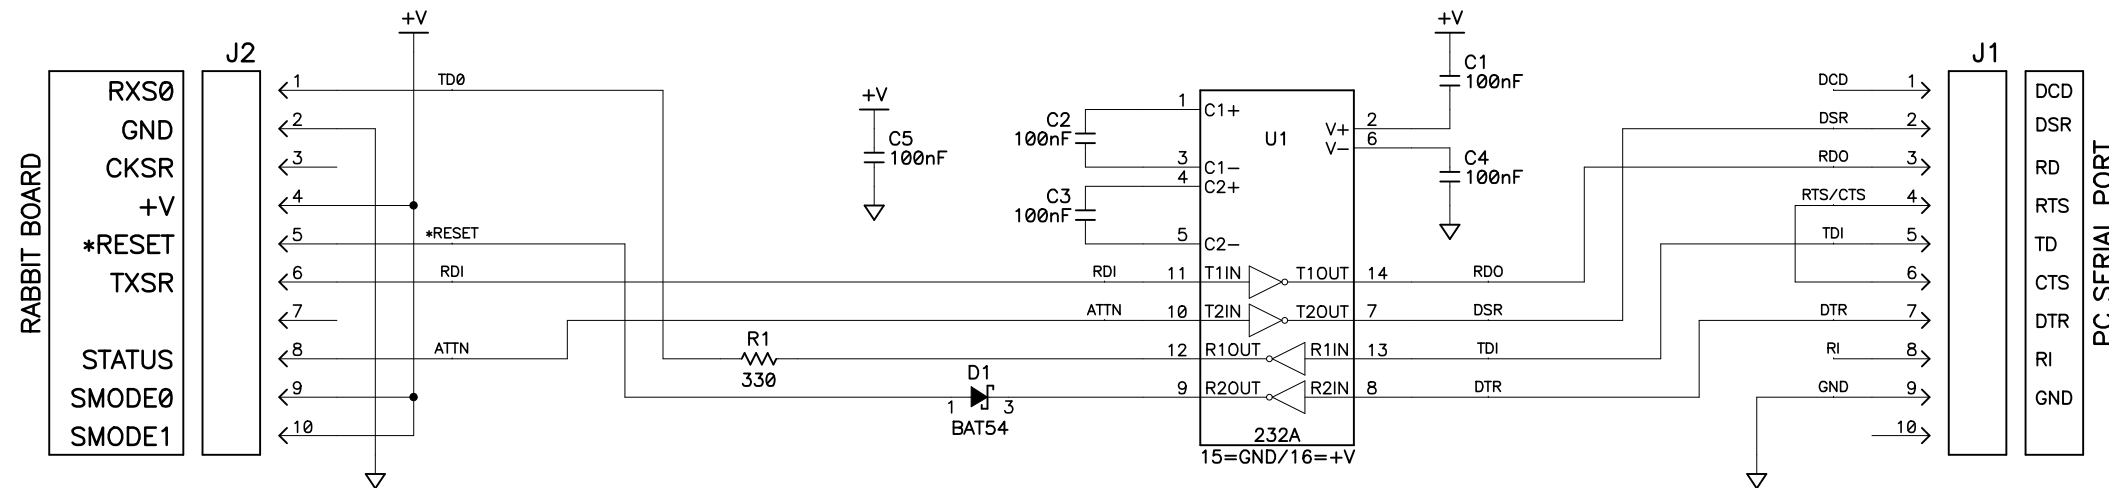 RABBIT BOARD
J2
RXS0
GND
CKSR
+V
*RESET
TXSR
STATUS
SMODE0
SMODE1
1
2
3
4
5
6
7
8
9
10
+V
TD0
*RESET
RDI
ATTN
+V
C5
100nF
R1
330
D1
1 3
BAT54
C2
100nF
C3
100nF
RDI
ATTN
1
3
4
5
11
10
12
9
U1
C1+
C1-
C2+
C2-
V+
V-
T1IN T1OUT
T2IN T2OUT
R1OUT R1IN
R2OUT R2IN
232A
15=GND/16=+V
2
6
14
7
13
8
+V
C1
100nF
C4
100nF
RDO
DSR
TDI
DTR
DCD
DSR
RDO
RTS/CTS
TDI
DTR
RI
GND
1
2
3
4
5
6
7
8
9
10
J1
DCD
DSR
RD
RTS
TD
CTS
DTR
RI
GND
PC SERIAL PORT